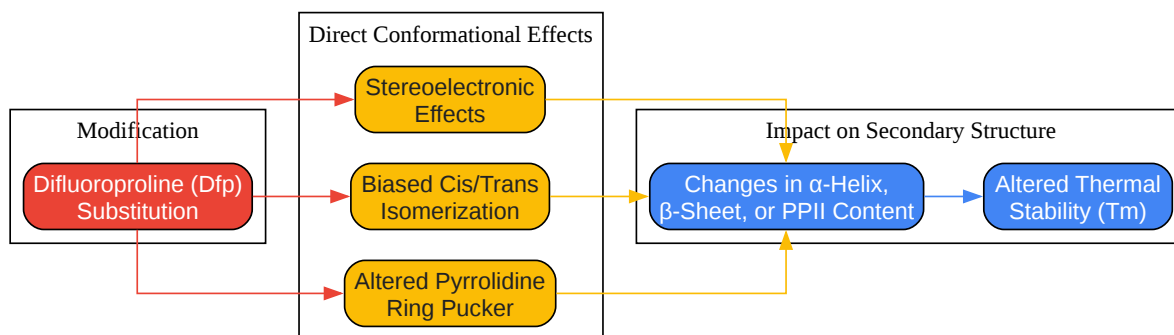 Direct Conformational Effects
Stereoelectronic
Effects
Modification
Impact on Secondary Structure
Difluoroproline (Dfp)
Substitution
Biased Cis/Trans
Isomerization
Changes in α-Helix,
β-Sheet, or PPII Content
Altered Thermal
Stability (Tm)
Altered Pyrrolidine
Ring Pucker